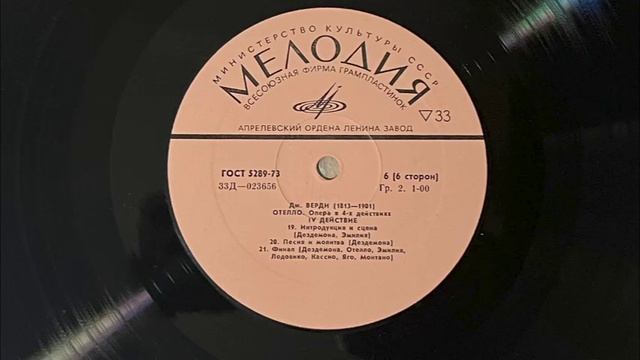 МИНИСТЕРСТВО КУЛЬТУРЫ СССР
МЕЛОДИЯ
ВСЕСОЮЗНАЯ ФИРМА ГРАМПЛАСТИНОК
▽33
АПРЕЛЕВСКИЙ ОРДЕНА ЛЕНИНА ЗАВОД
ГОСТ 5289-73 6 [6 сторон]
33Д—023656 Гр. 2. 1-00
Дж. ВЕРДИ (1813—1901)
ОТЕЛЛО. Опера в 4-х действиях
IV ДЕЙСТВИЕ
19. Интродукция и сцена
[Дездемона, Эмилия]
20. Песня и молитва [Дездемона]
21. Финал [Дездемона, Отелло, Эмилия,
Лодовико, Кассио, Яго, Монтано]